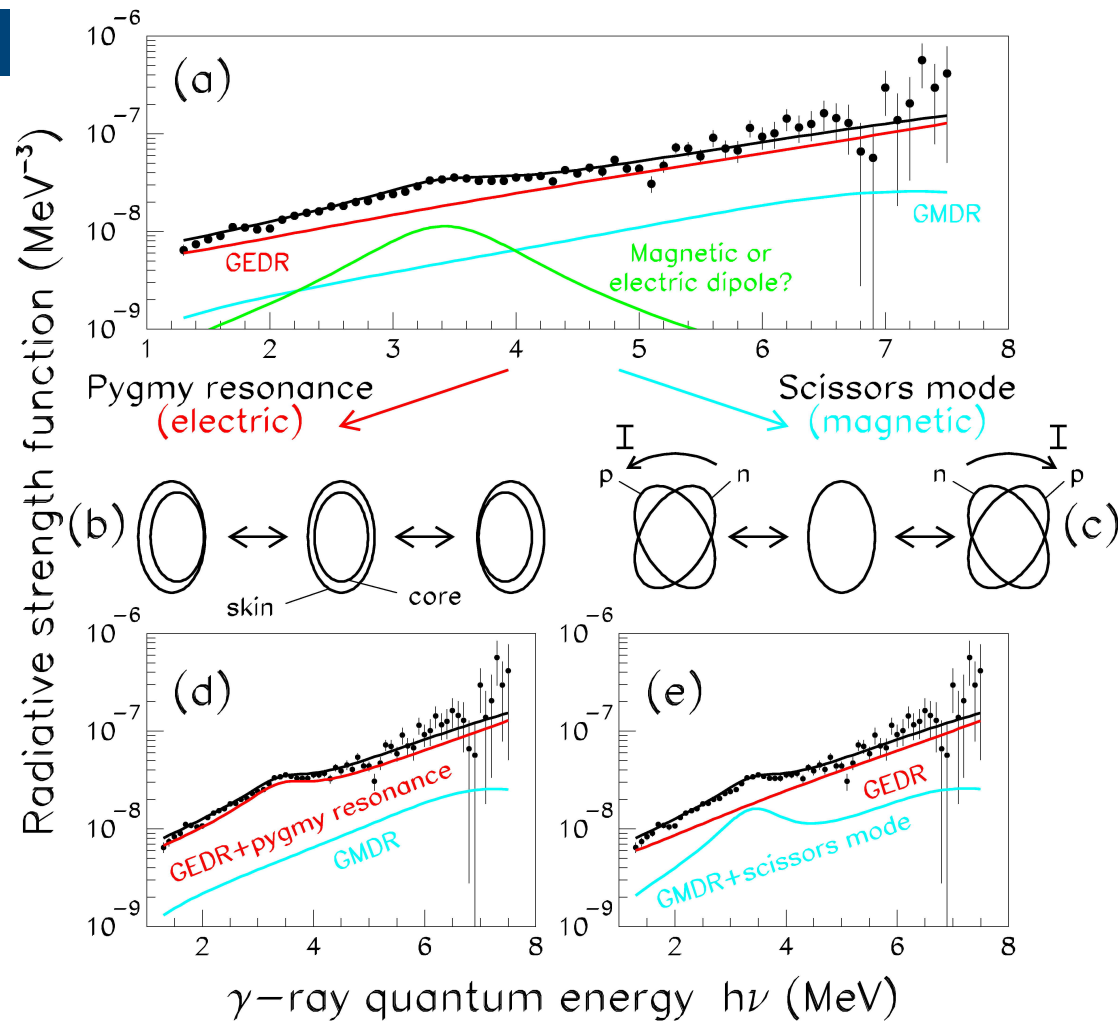 Radiative strength function (MeV⁻³)
(a)
10⁻⁶
10⁻⁷
10⁻⁸
10⁻⁹
GEDR
GMDR
Magnetic or
electric dipole?
1 2 3 4 5 6 7 8
Pygmy resonance
(electric)
Scissors mode
(magnetic)
(b)
skin
core
I
p n
I
n p
(c)
10⁻⁶
10⁻⁷
10⁻⁸
10⁻⁹
(d)
GEDR+pygmy resonance
GMDR
2 4 6 8
10⁻⁶
10⁻⁷
10⁻⁸
10⁻⁹
(e)
GEDR
GMDR+scissors mode
2 4 6 8
γ−ray quantum energy hν (MeV)